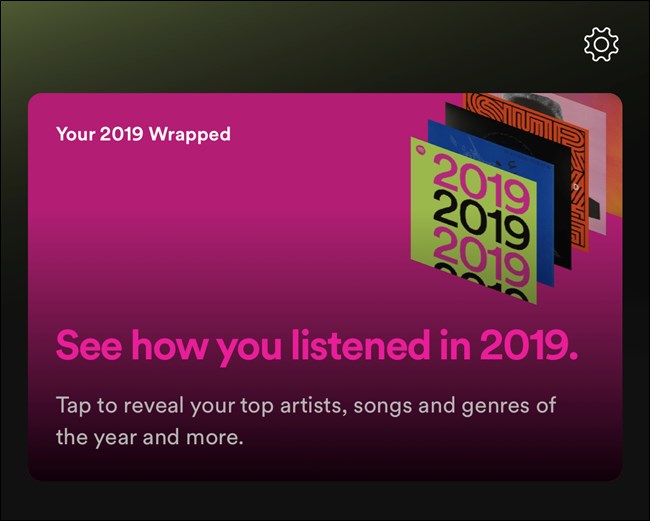 Your 2019 Wrapped
2019
2019
2019
2019
See how you listened in 2019.
Tap to reveal your top artists, songs and genres of
the year and more.